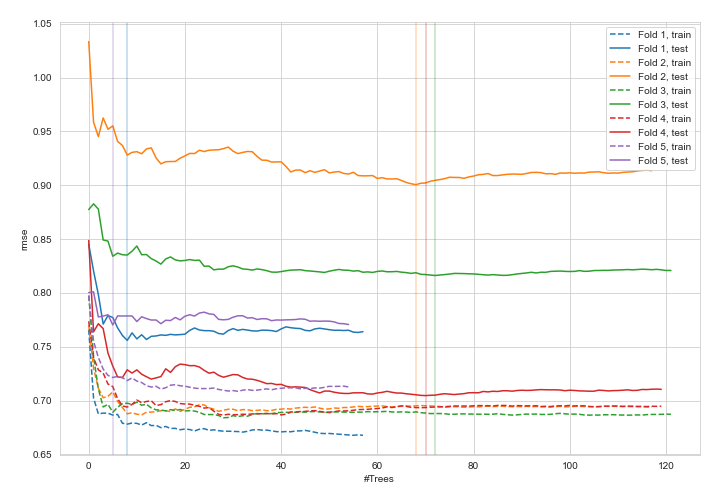 1.05
1.00
0.95
0.90
0.85
0.80
0.75
0.70
0.65
rmse
0
20
40
60
80
100
120
#Trees
Fold 1, train
Fold 1, test
Fold 2, train
Fold 2, test
Fold 3, train
Fold 3, test
Fold 4, train
Fold 4, test
Fold 5, train
Fold 5, test